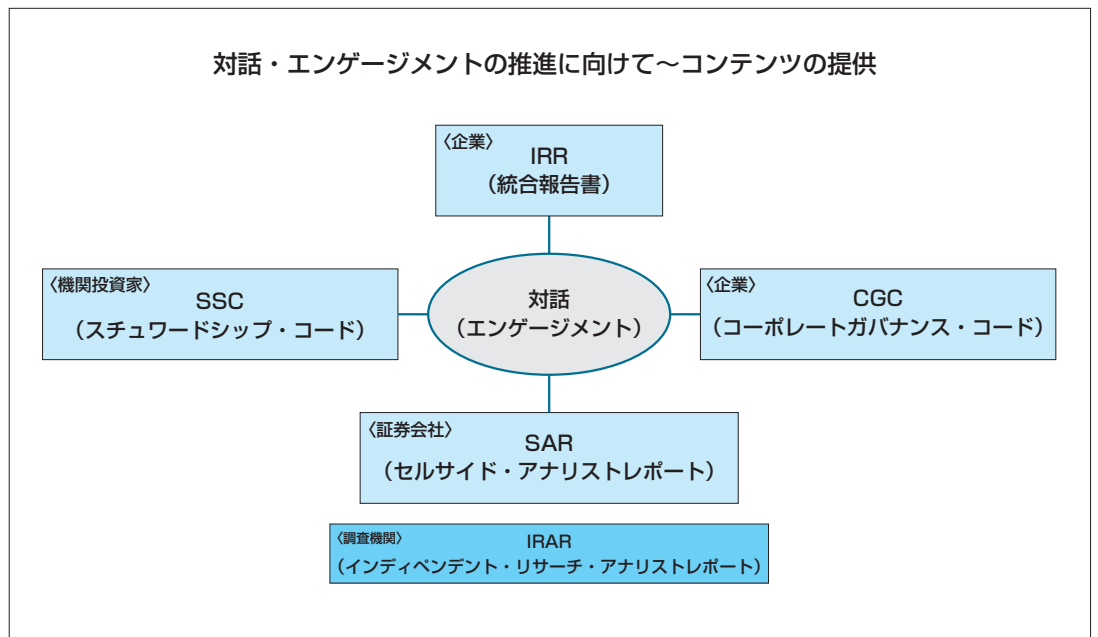 対話・エンゲージメントの推進に向けて～コンテンツの提供
〈企業〉
IRR
（統合報告書）
〈機関投資家〉
SSC
（スチュワードシップ・コード）
対話
（エンゲージメント）
〈企業〉
CGC
（コーポレートガバナンス・コード）
〈証券会社〉
SAR
（セルサイド・アナリストレポート）
〈調査機関〉
IRAR
（インディペンデント・リサーチ・アナリストレポート）